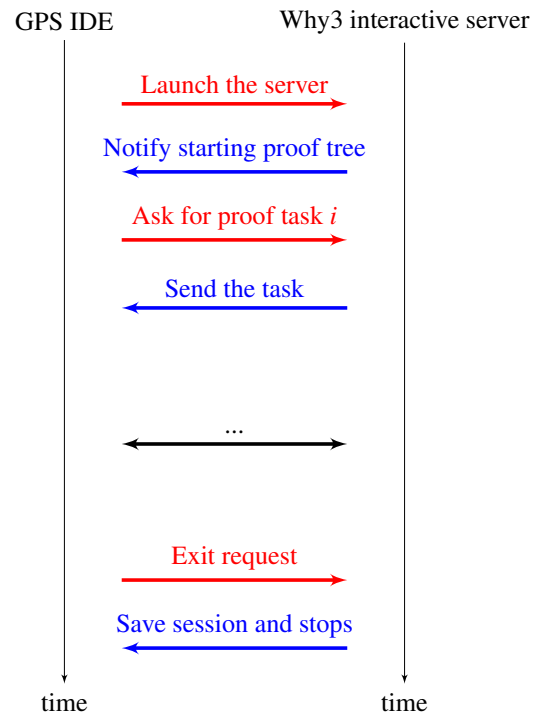 GPS IDE
Why3 interactive server
Launch the server
Notify starting proof tree
Ask for proof task i
Send the task
...
Exit request
Save session and stops
time
time